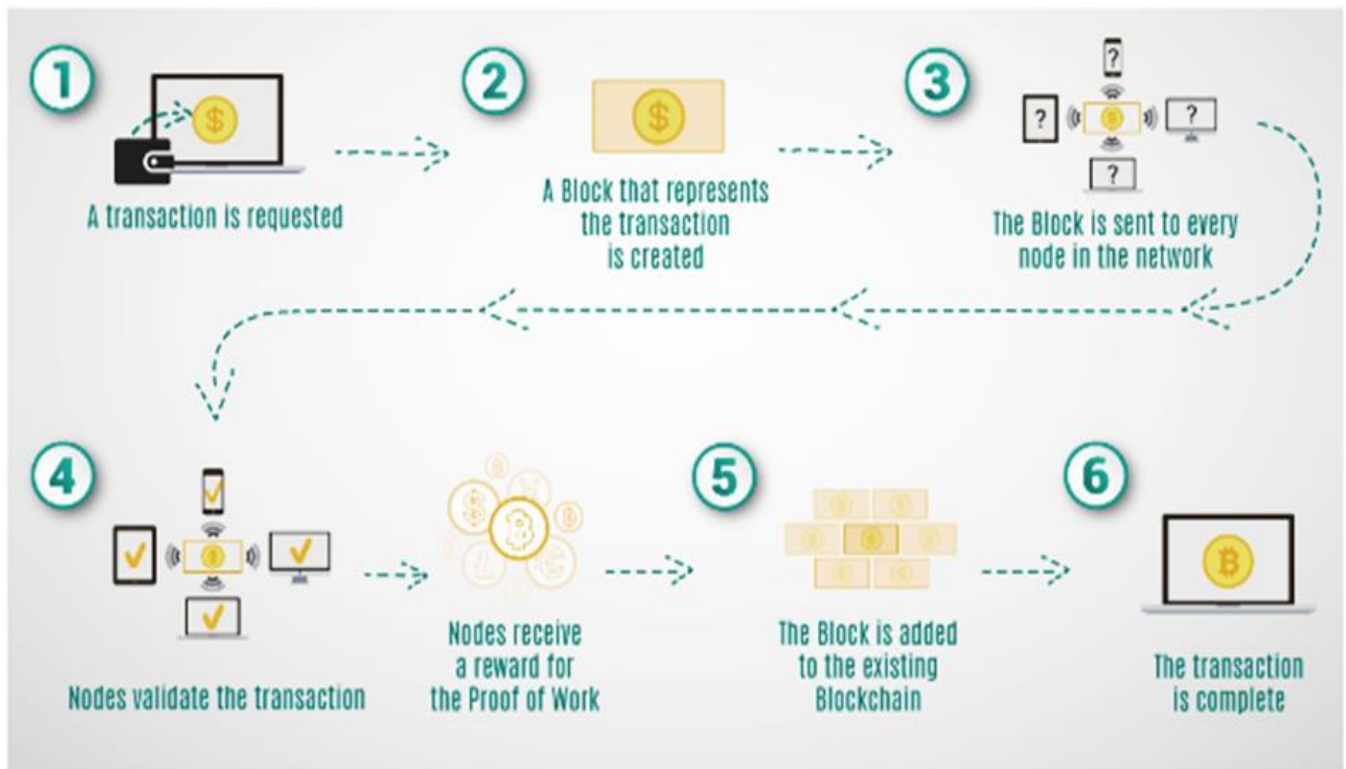 1
A transaction is requested
2
A Block that represents
the transaction
is created
3
The Block is sent to every
node in the network
4
Nodes validate the transaction
Nodes receive
a reward for
the Proof of Work
5
The Block is added
to the existing
Blockchain
6
The transaction
is complete